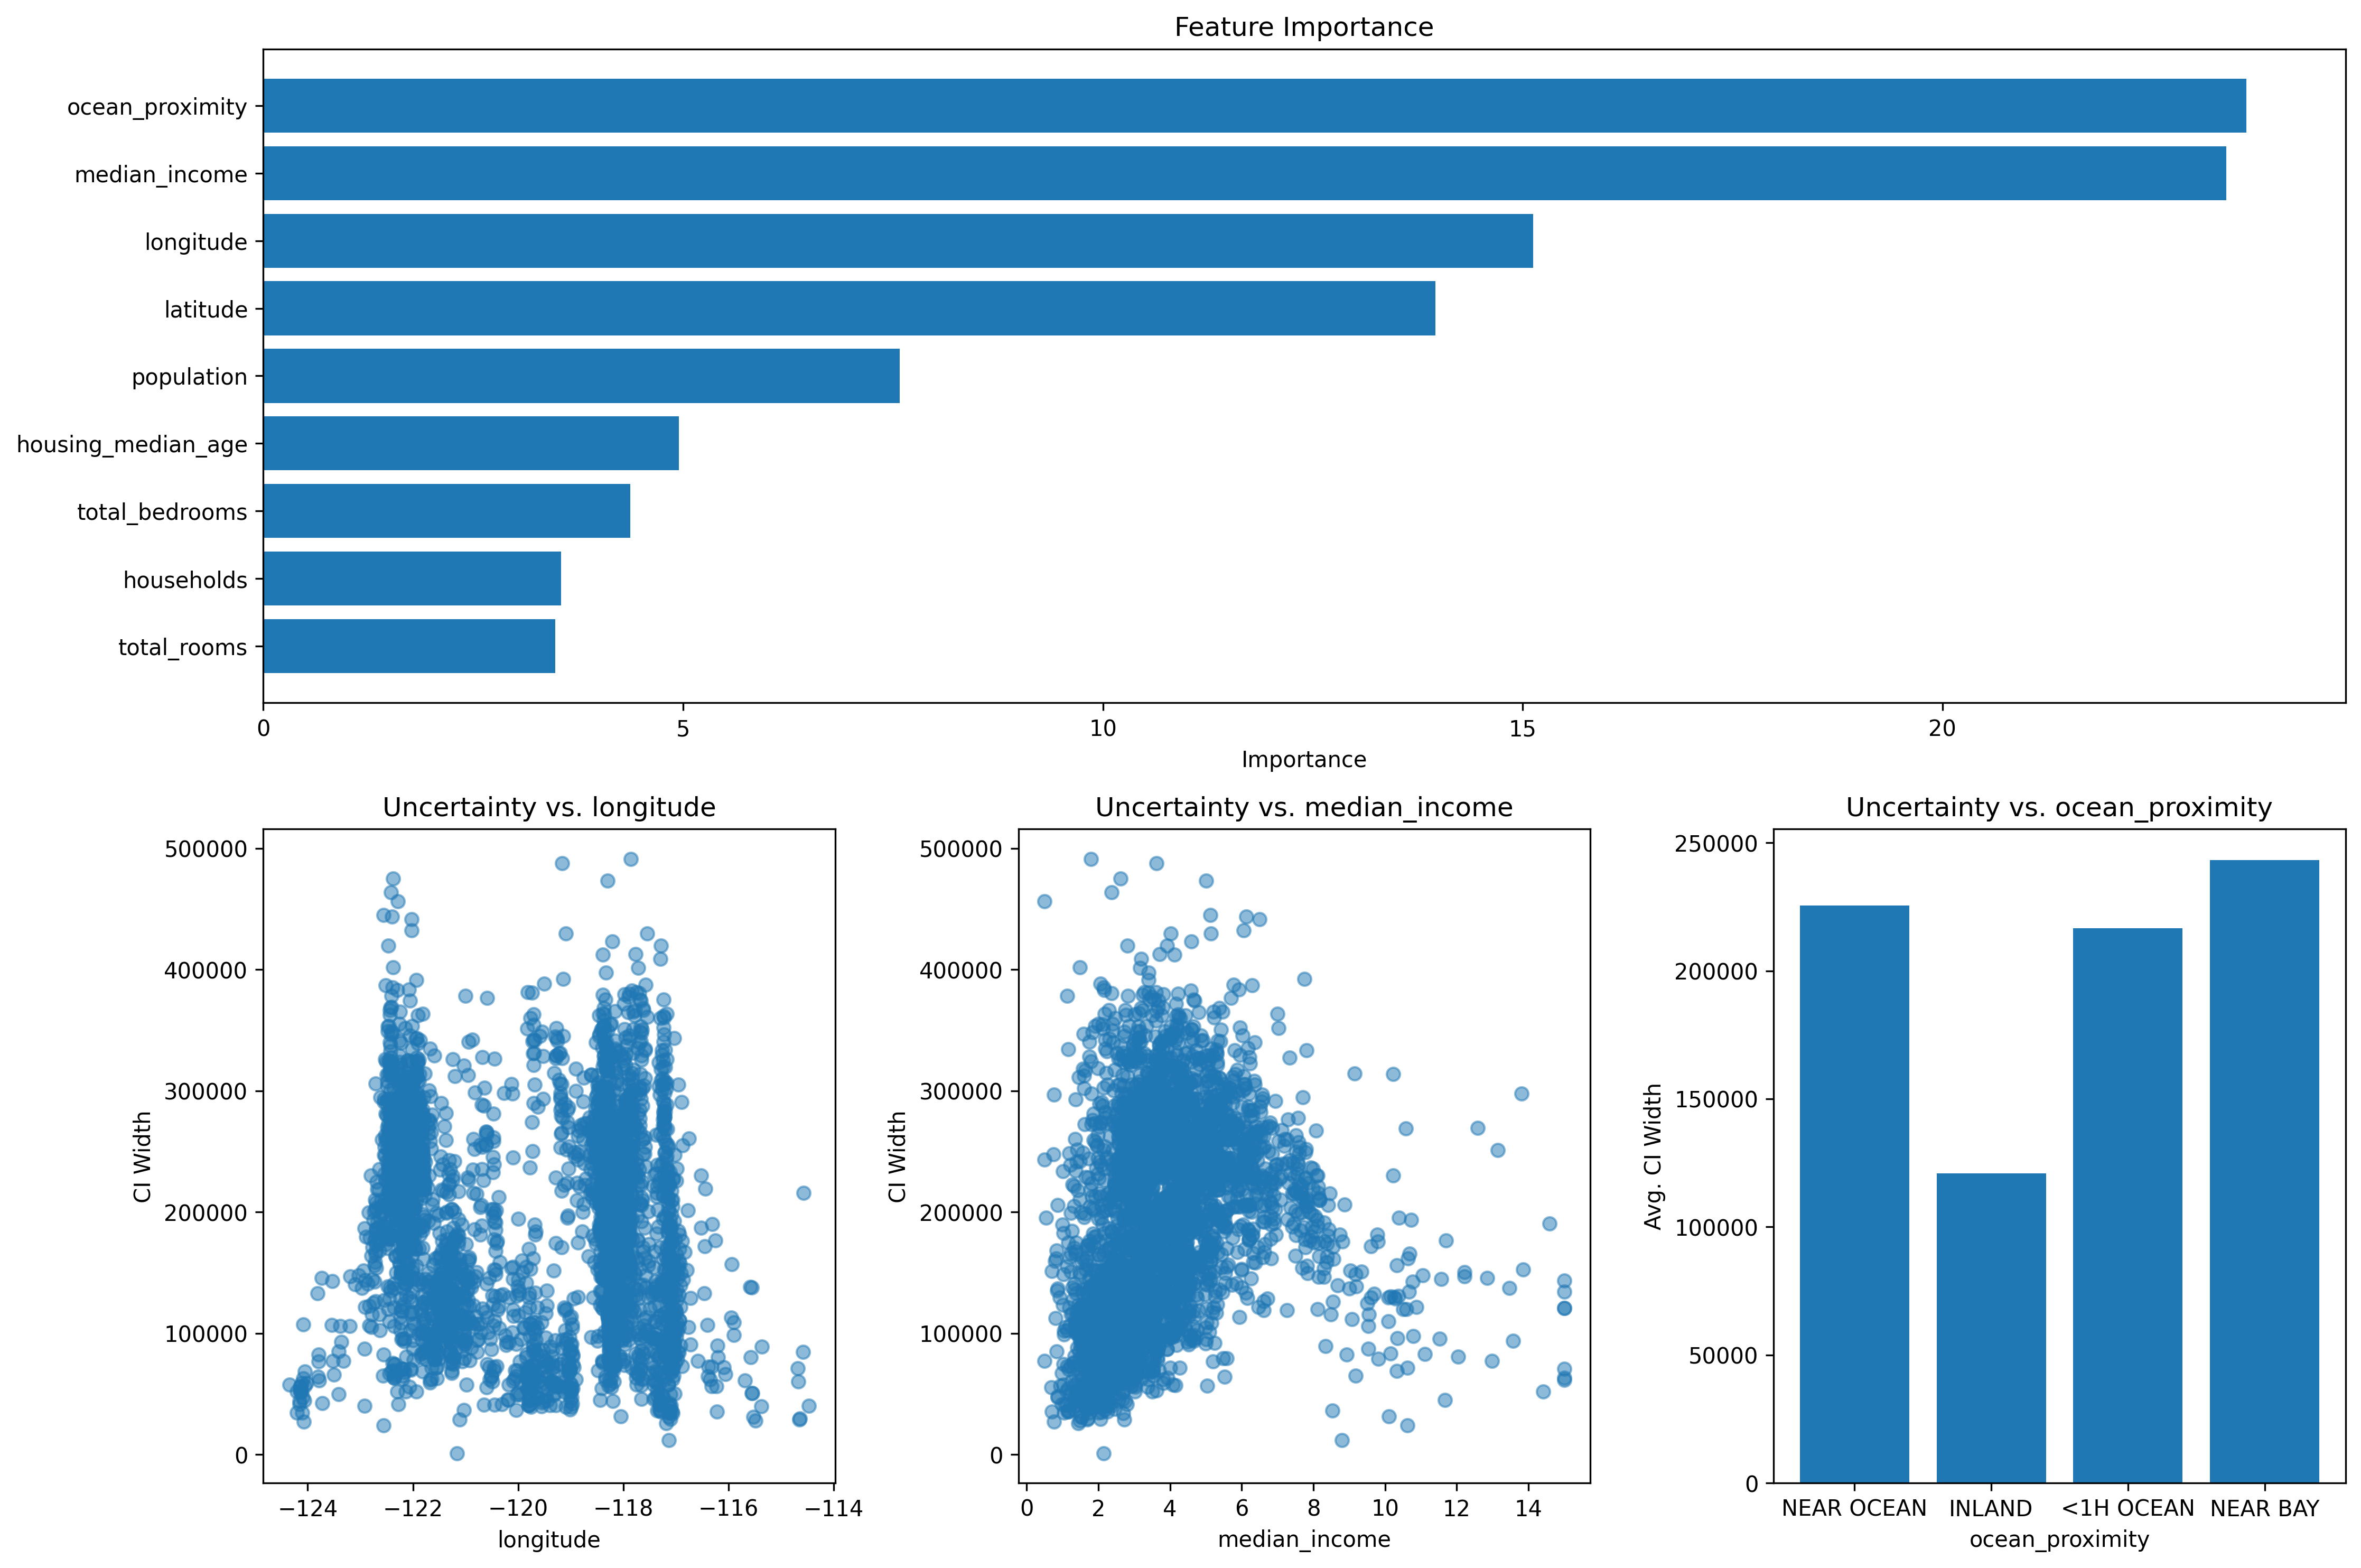 Feature Importance
ocean_proximity
median_income
longitude
latitude
population
housing_median_age
total_bedrooms
households
total_rooms
0 5 10 15 20
Importance
Uncertainty vs. longitude
500000
400000
300000
200000
100000
0
CI Width
−124 −122 −120 −118 −116 −114
longitude
Uncertainty vs. median_income
500000
400000
300000
200000
100000
0
CI Width
0 2 4 6 8 10 12 14
median_income
Uncertainty vs. ocean_proximity
250000
200000
150000
100000
50000
0
Avg. CI Width
NEAR OCEAN INLAND <1H OCEAN NEAR BAY
ocean_proximity